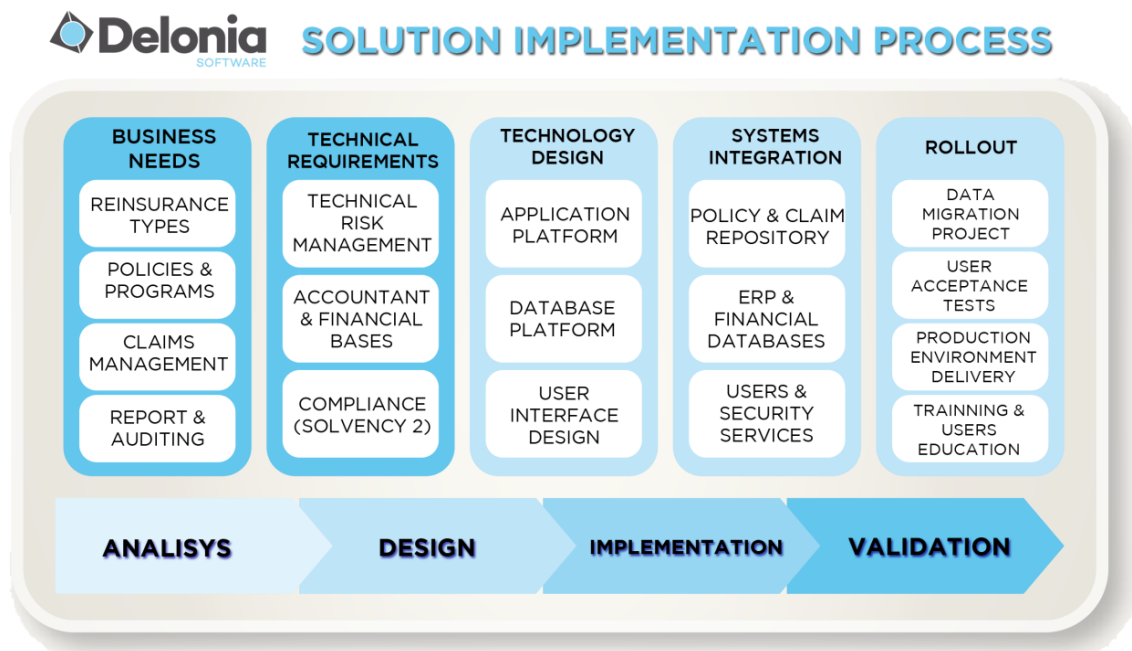 Delonia
SOFTWARE
SOLUTION IMPLEMENTATION PROCESS
BUSINESS
NEEDS
REINSURANCE
TYPES
POLICIES &
PROGRAMS
CLAIMS
MANAGEMENT
REPORT &
AUDITING
TECHNICAL
REQUIREMENTS
TECHNICAL
RISK
MANAGEMENT
ACCOUNTANT
& FINANCIAL
BASES
COMPLIANCE
(SOLVENCY 2)
TECHNOLOGY
DESIGN
APPLICATION
PLATFORM
DATABASE
PLATFORM
USER
INTERFACE
DESIGN
SYSTEMS
INTEGRATION
POLICY & CLAIM
REPOSITORY
ERP &
FINANCIAL
DATABASES
USERS &
SECURITY
SERVICES
ROLLOUT
DATA
MIGRATION
PROJECT
USER
ACCEPTANCE
TESTS
PRODUCTION
ENVIRONMENT
DELIVERY
TRAINNING &
USERS
EDUCATION
ANALISYS
DESIGN
IMPLEMENTATION
VALIDATION